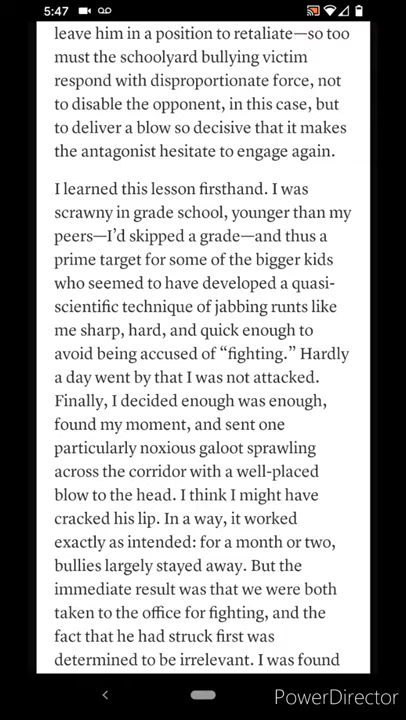 5:47
leave him in a position to retaliate—so too
must the schoolyard bullying victim
respond with disproportionate force, not
to disable the opponent, in this case, but
to deliver a blow so decisive that it makes
the antagonist hesitate to engage again.
I learned this lesson firsthand. I was
scrawny in grade school, younger than my
peers—I’d skipped a grade—and thus a
prime target for some of the bigger kids
who seemed to have developed a quasi-
scientific technique of jabbing runts like
me sharp, hard, and quick enough to
avoid being accused of “fighting.” Hardly
a day went by that I was not attacked.
Finally, I decided enough was enough,
found my moment, and sent one
particularly noxious galoot sprawling
across the corridor with a well-placed
blow to the head. I think I might have
cracked his lip. In a way, it worked
exactly as intended: for a month or two,
bullies largely stayed away. But the
immediate result was that we were both
taken to the office for fighting, and the
fact that he had struck first was
determined to be irrelevant. I was found
PowerDirector